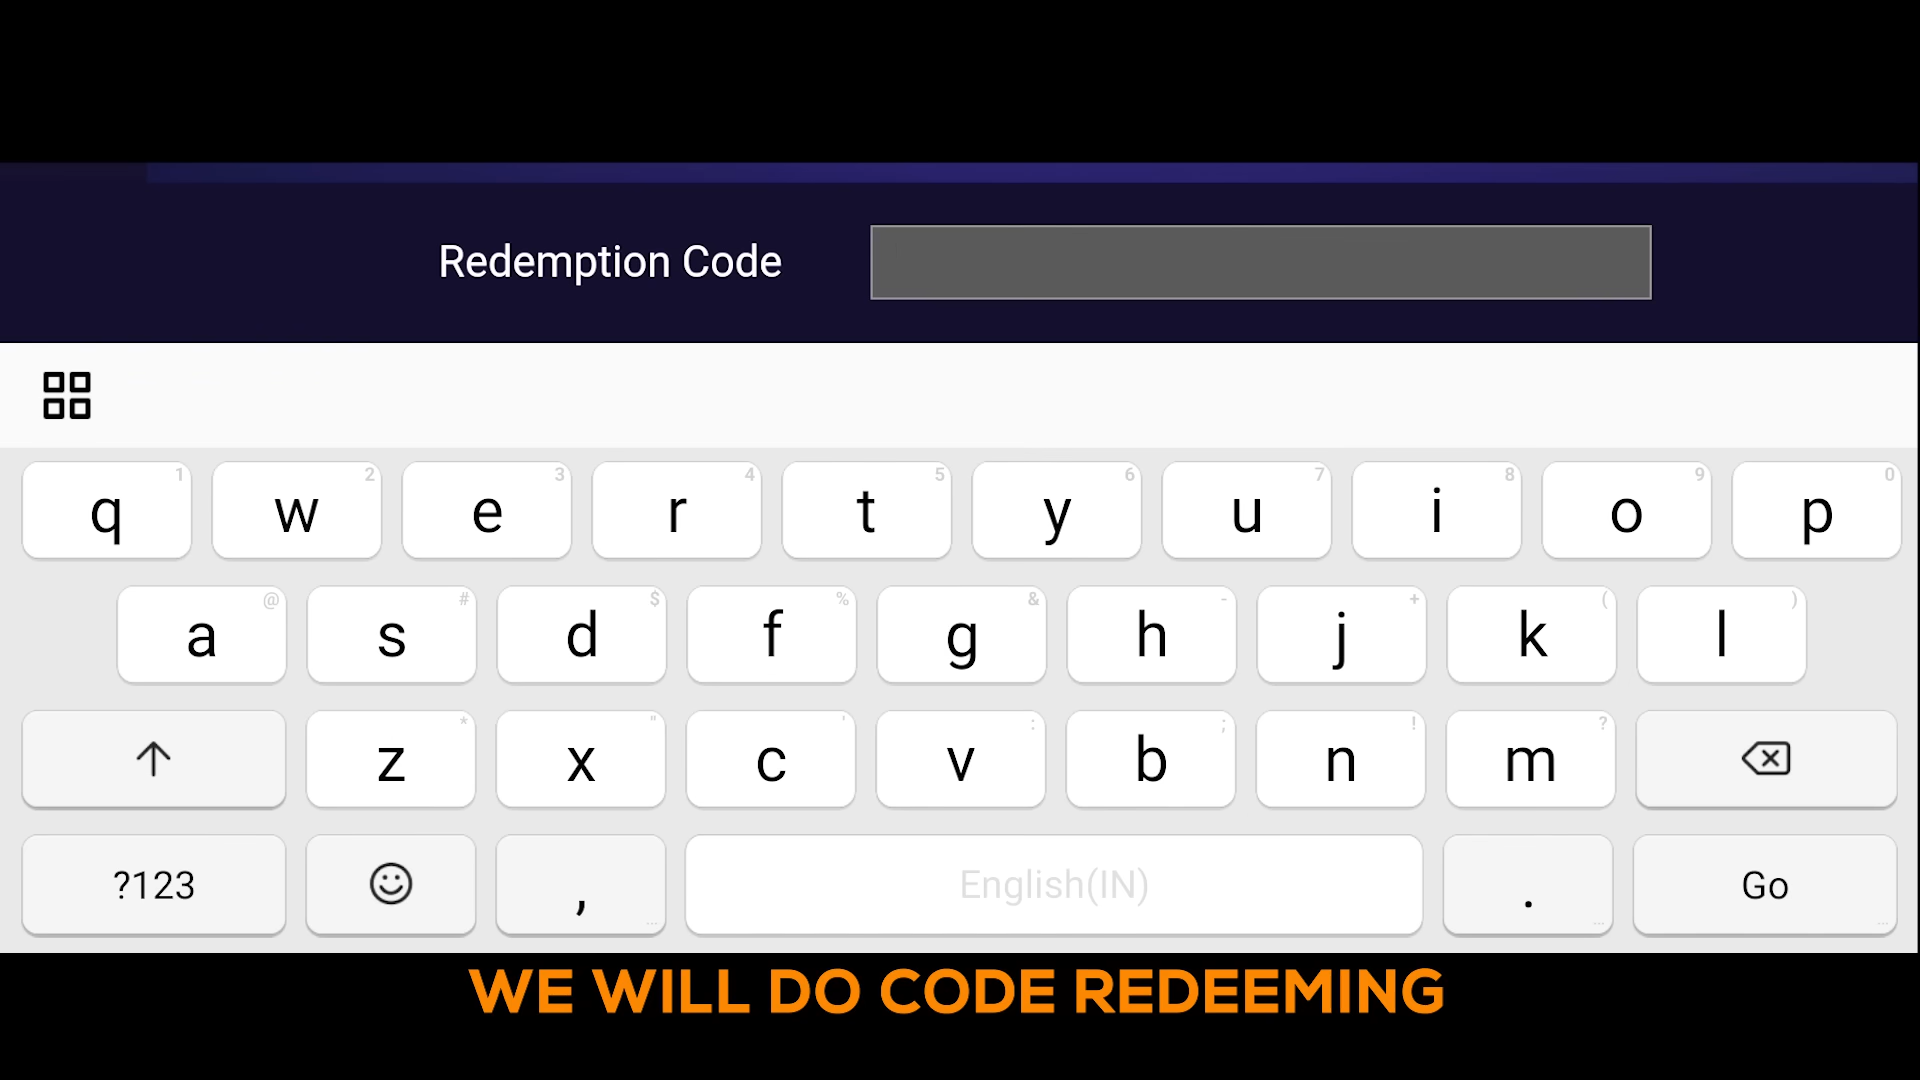 Redemption Code
q 1 w 2 e 3 r 4 t 5 y 6 u 7 i 8 o 9 p 0
a @ s # d $ f % g & h - j + k ( l )
z * x " c ' v : b ; n ! m ?
?123 , ... English(IN) . ... Go ...
WE WILL DO CODE REDEEMING